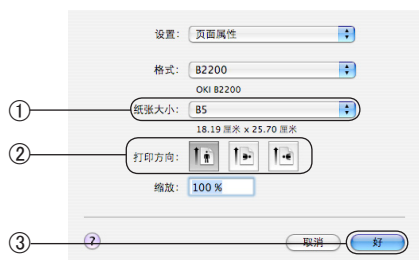 设置: 页面属性
格式: B2200
OKI B2200
① 纸张大小: B5
18.19 厘米 x 25.70 厘米
② 打印方向:
缩放: 100 %
③ ? 取消 好